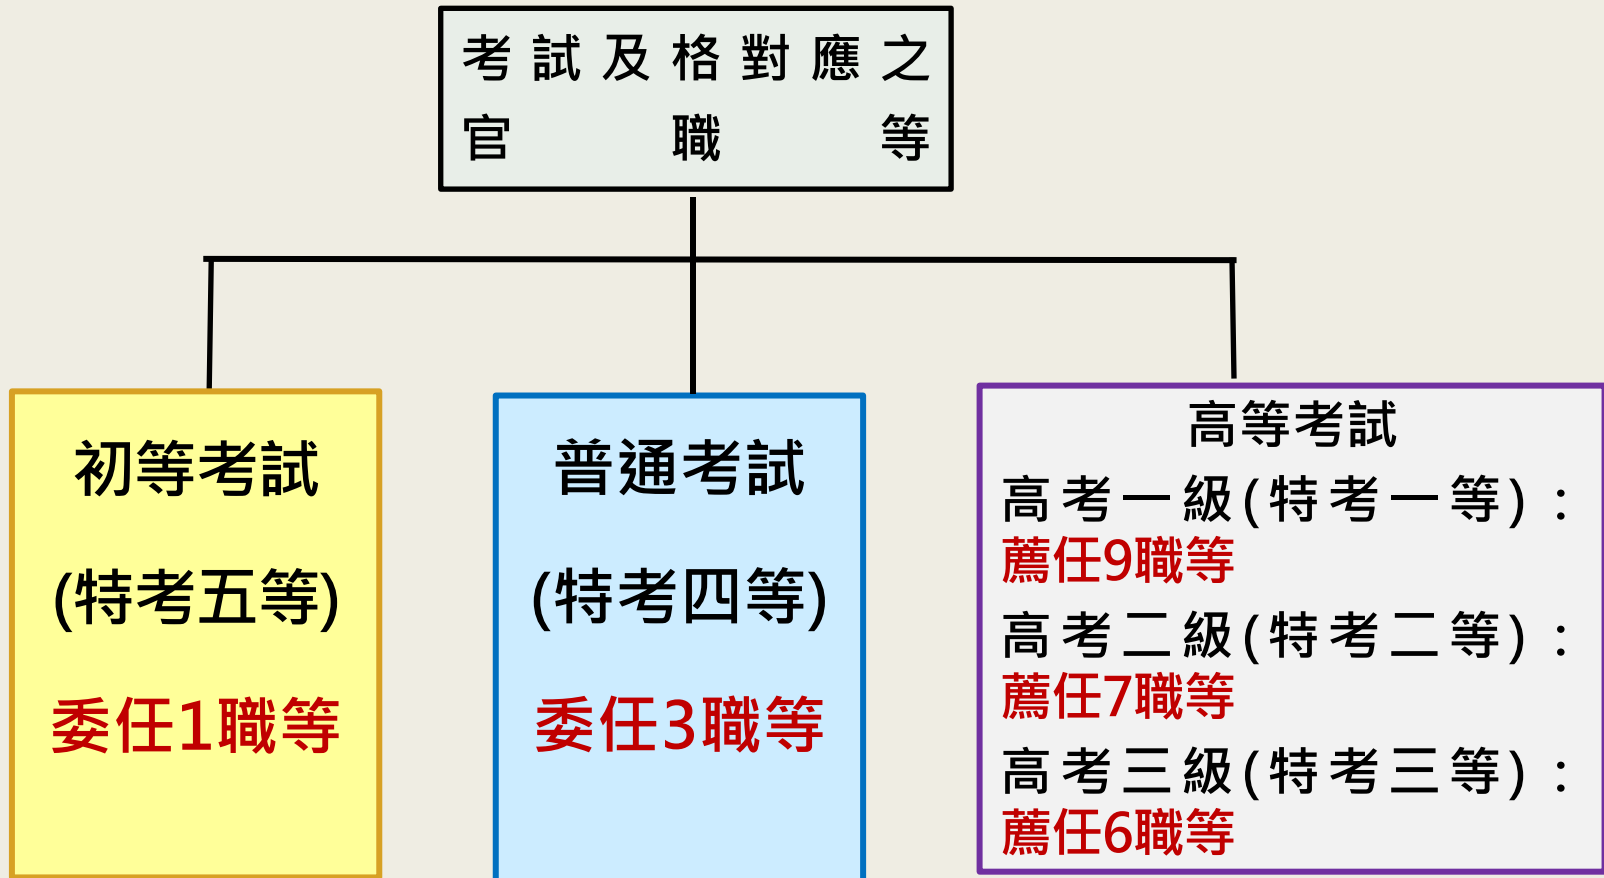 考試及格對應之
官職等
初等考試
(特考五等)
委任1職等
普通考試
(特考四等)
委任3職等
高等考試
高考一級(特考一等)：
薦任9職等
高考二級(特考二等)：
薦任7職等
高考三級(特考三等)：
薦任6職等